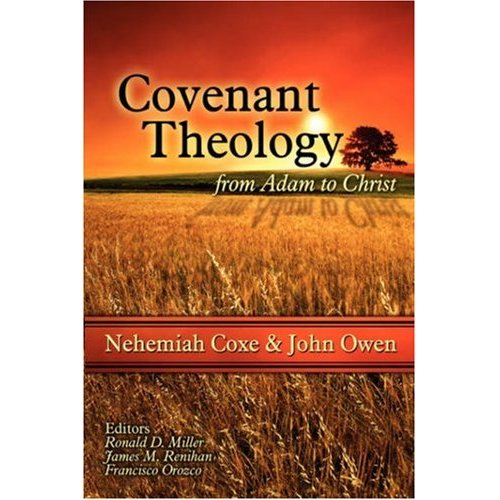 Covenant
Theology
from Adam to Christ
Nehemiah Coxe & John Owen
Editors
Ronald D. Miller
James M. Renihan
Francisco Orozco